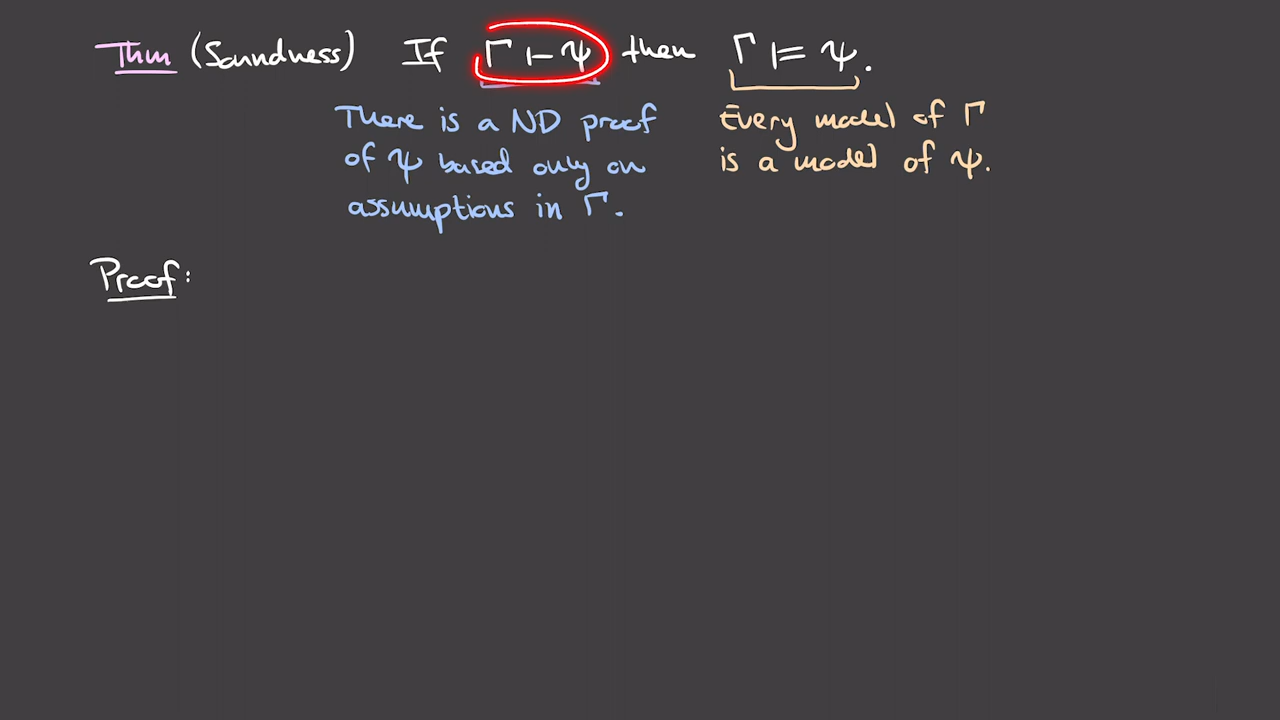 Thm (Soundness) If Γ ⊢ ψ then Γ ⊨ ψ.
There is a ND proof
of ψ based only on
assumptions in Γ.
Every model of Γ
is a model of ψ.
Proof: